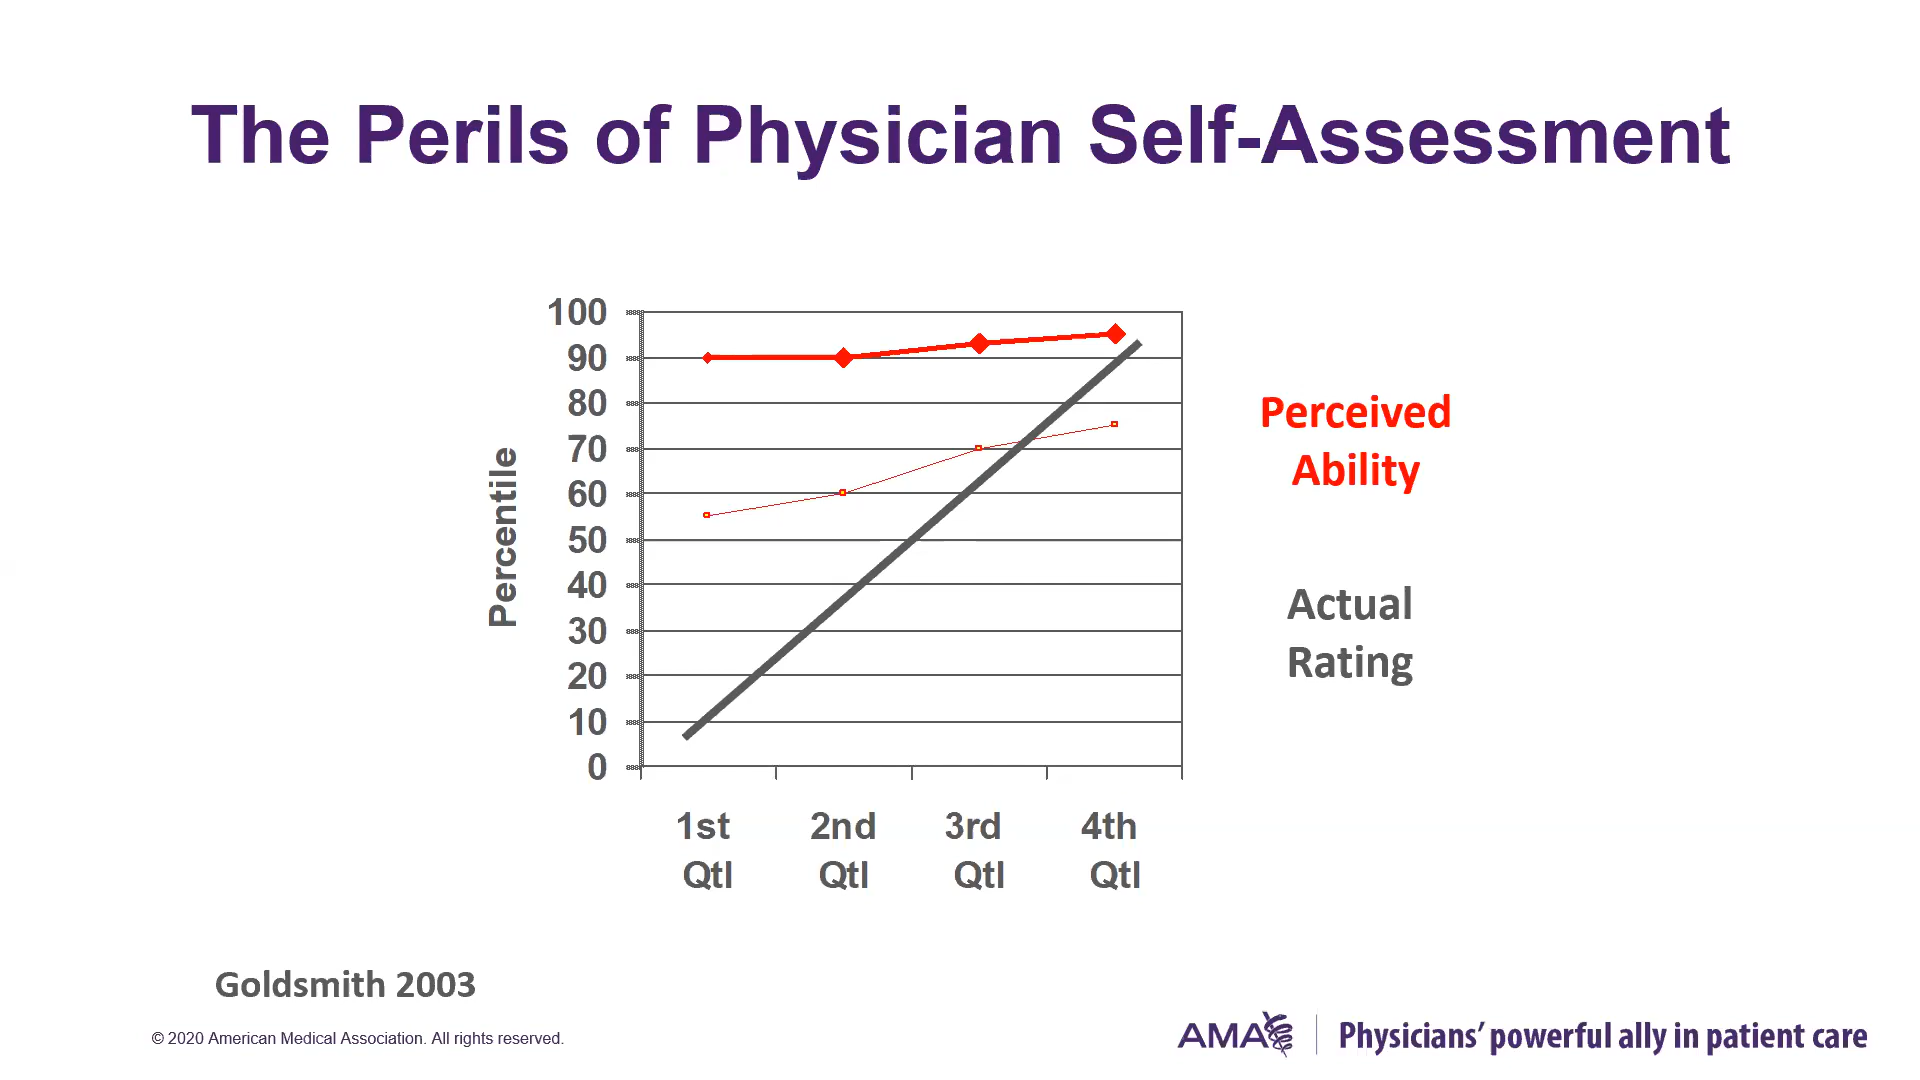 The Perils of Physician Self-Assessment
100
90
80
70
60
50
40
30
20
10
0
Percentile
1st Qtl
2nd Qtl
3rd Qtl
4th Qtl
Perceived
Ability
Actual
Rating
Goldsmith 2003
© 2020 American Medical Association. All rights reserved.
AMA
Physicians’ powerful ally in patient care